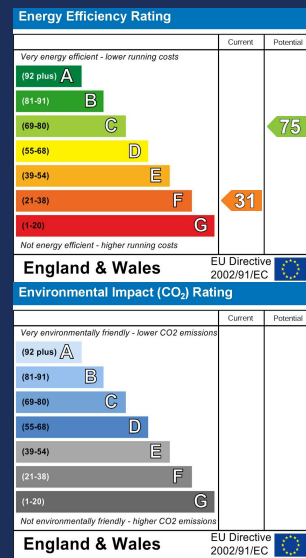 Energy Efficiency Rating
Current Potential
Very energy efficient - lower running costs
(92 plus) A
(81-91) B
(69-80) C 75
(55-68) D
(39-54) E
(21-38) F 31
(1-20) G
Not energy efficient - higher running costs
England & Wales EU Directive 2002/91/EC
Environmental Impact (CO₂) Rating
Current Potential
Very environmentally friendly - lower CO2 emissions
(92 plus) A
(81-91) B
(69-80) C
(55-68) D
(39-54) E
(21-38) F
(1-20) G
Not environmentally friendly - higher CO2 emissions
England & Wales EU Directive 2002/91/EC